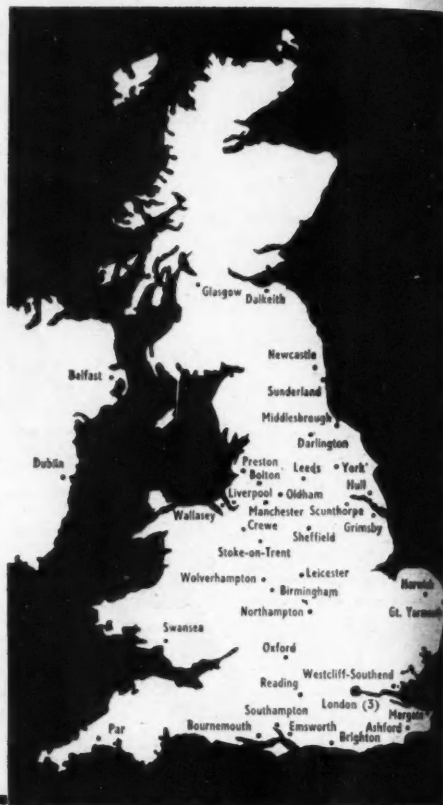 Glasgow
Dalkeith
Newcastle
Belfast
Sunderland
Middlesbrough
Darlington
Preston
Leeds
York
Dublin
Bolton
Hull
Liverpool
Oldham
Wallasey
Manchester
Scunthorpe
Crewe
Sheffield
Grimsby
Stoke-on-Trent
Wolverhampton
Leicester
Norwich
Birmingham
Northampton
Gt. Yarmouth
Swansea
Oxford
Westcliff-Southend
Reading
London (3)
Southampton
Margate
Par
Bournemouth
Emsworth
Ashford
Brighton